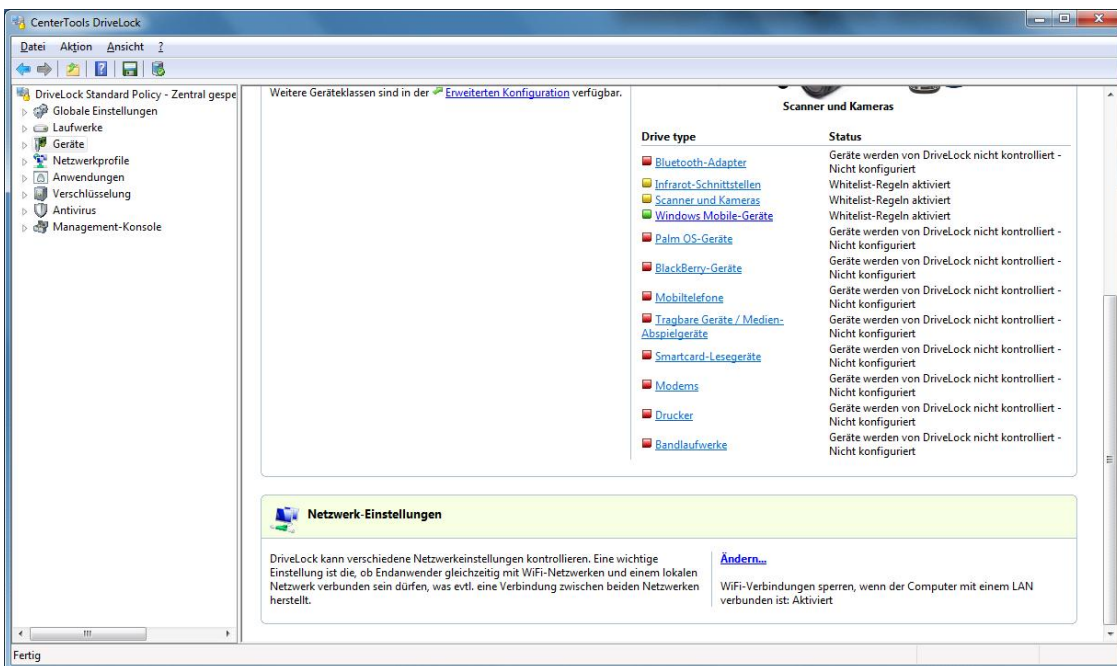 CenterTools DriveLock
Datei Aktion Ansicht ?
DriveLock Standard Policy - Zentral gespe
Globale Einstellungen
Laufwerke
Geräte
Netzwerkprofile
Anwendungen
Verschlüsselung
Antivirus
Management-Konsole
Weitere Geräteklassen sind in der Erweiterten Konfiguration verfügbar.
Scanner und Kameras
Drive type Status
Bluetooth-Adapter Geräte werden von DriveLock nicht kontrolliert -
Nicht konfiguriert
Infrarot-Schnittstellen Whitelist-Regeln aktiviert
Scanner und Kameras Whitelist-Regeln aktiviert
Windows Mobile-Geräte Whitelist-Regeln aktiviert
Palm OS-Geräte Geräte werden von DriveLock nicht kontrolliert -
Nicht konfiguriert
BlackBerry-Geräte Geräte werden von DriveLock nicht kontrolliert -
Nicht konfiguriert
Mobiltelefone Geräte werden von DriveLock nicht kontrolliert -
Nicht konfiguriert
Tragbare Geräte / Medien- Geräte werden von DriveLock nicht kontrolliert -
Abspielgeräte Nicht konfiguriert
Smartcard-Lesegeräte Geräte werden von DriveLock nicht kontrolliert -
Nicht konfiguriert
Modems Geräte werden von DriveLock nicht kontrolliert -
Nicht konfiguriert
Drucker Geräte werden von DriveLock nicht kontrolliert -
Nicht konfiguriert
Bandlaufwerke Geräte werden von DriveLock nicht kontrolliert -
Nicht konfiguriert
Netzwerk-Einstellungen
DriveLock kann verschiedene Netzwerkeinstellungen kontrollieren. Eine wichtige
Einstellung ist die, ob Endanwender gleichzeitig mit WiFi-Netzwerken und einem lokalen
Netzwerk verbunden sein dürfen, was evtl. eine Verbindung zwischen beiden Netzwerken
herstellt.
Ändern...
WiFi-Verbindungen sperren, wenn der Computer mit einem LAN
verbunden ist: Aktiviert
Fertig